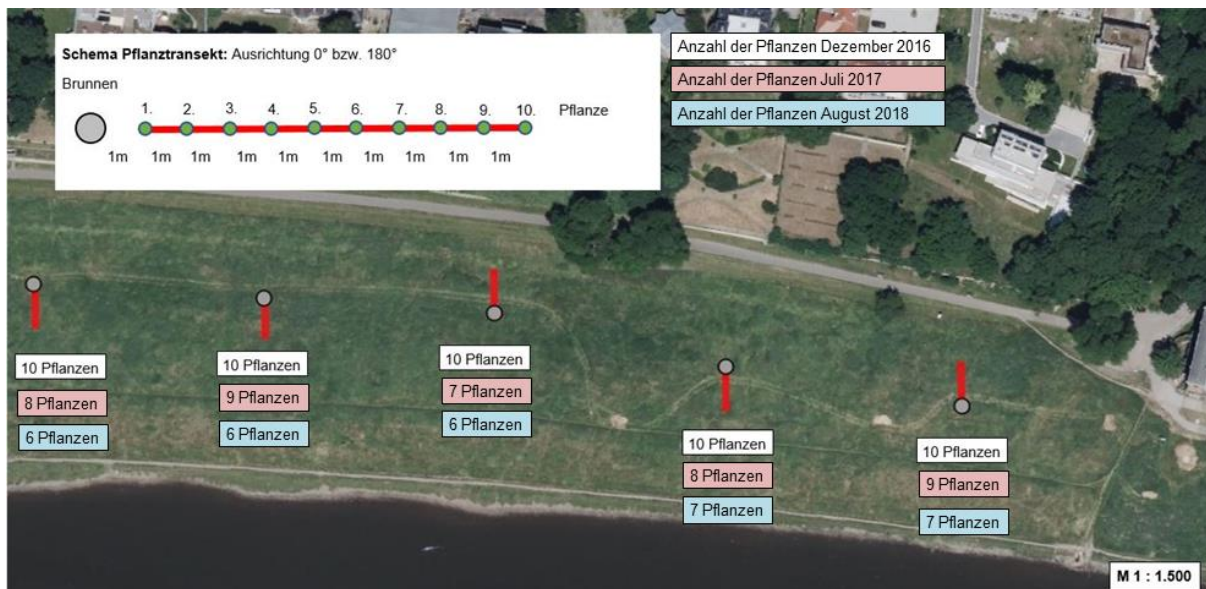 Schema Pflanztransekt: Ausrichtung 0° bzw. 180°
Brunnen
1. 2. 3. 4. 5. 6. 7. 8. 9. 10. Pflanze
1m 1m 1m 1m 1m 1m 1m 1m 1m 1m
Anzahl der Pflanzen Dezember 2016
Anzahl der Pflanzen Juli 2017
Anzahl der Pflanzen August 2018
10 Pflanzen
8 Pflanzen
6 Pflanzen
10 Pflanzen
9 Pflanzen
6 Pflanzen
10 Pflanzen
7 Pflanzen
6 Pflanzen
10 Pflanzen
8 Pflanzen
7 Pflanzen
10 Pflanzen
9 Pflanzen
7 Pflanzen
M 1 : 1.500